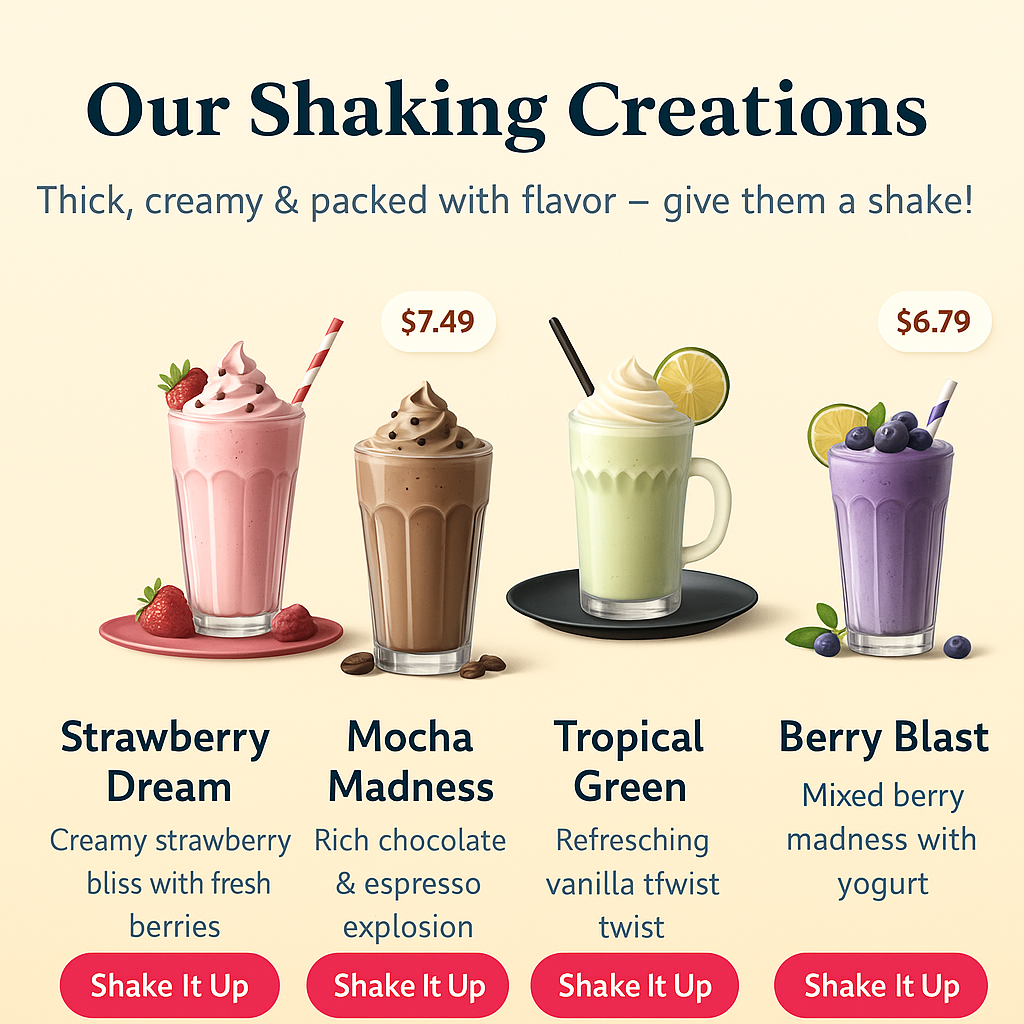 Our Shaking Creations
Thick, creamy & packed with flavor – give them a shake!
$7.49
$6.79
Strawberry
Dream
Creamy strawberry
bliss with fresh
berries
Shake It Up
Mocha
Madness
Rich chocolate
& espresso
explosion
Shake It Up
Tropical
Green
Refresching
vanilla tfwist
twist
Shake It Up
Berry Blast
Mixed berry
madness with
yogurt
Shake It Up